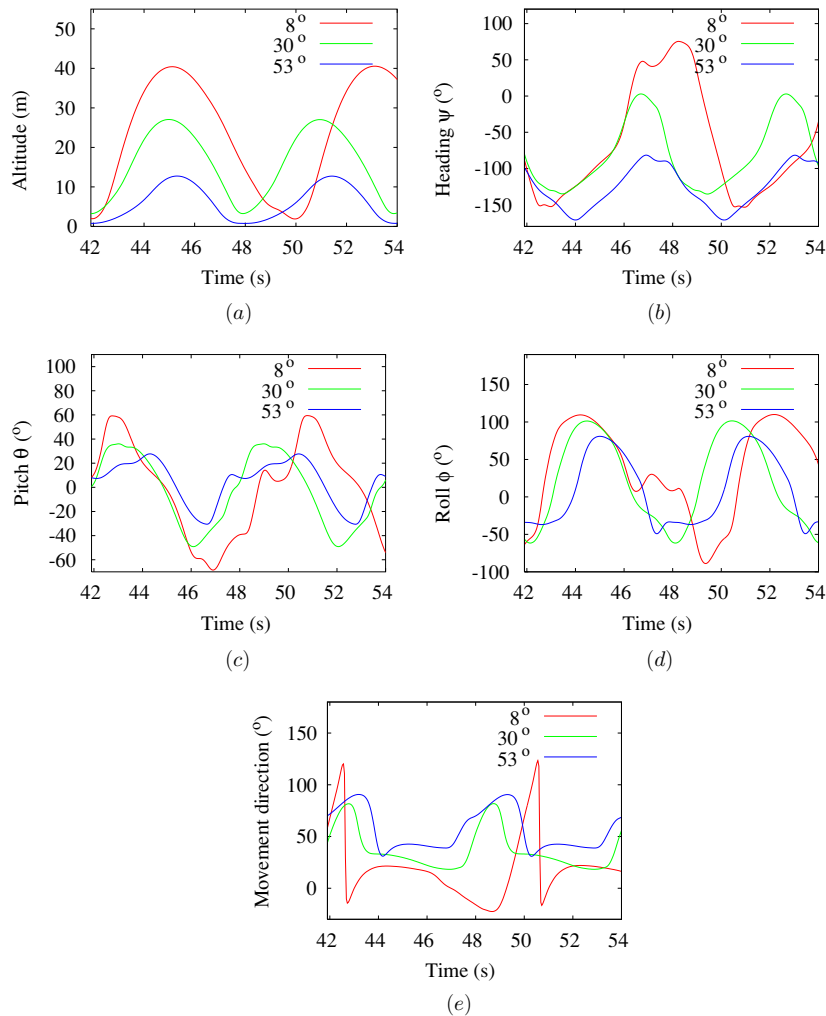 55
50
40
30
20
10
0
42 44 46 48 50 52 54
Altitude (m)
Time (s)
8°
30°
53°
(a)
100
50
0
-50
-100
-150
42 44 46 48 50 52 54
Heading ψ (°)
Time (s)
8°
30°
53°
(b)
100
80
60
40
20
0
-20
-40
-60
42 44 46 48 50 52 54
Pitch θ (°)
Time (s)
8°
30°
53°
(c)
150
100
50
0
-50
-100
42 44 46 48 50 52 54
Roll ϕ (°)
Time (s)
8°
30°
53°
(d)
150
100
50
0
42 44 46 48 50 52 54
Movement direction (°)
Time (s)
8°
30°
53°
(e)